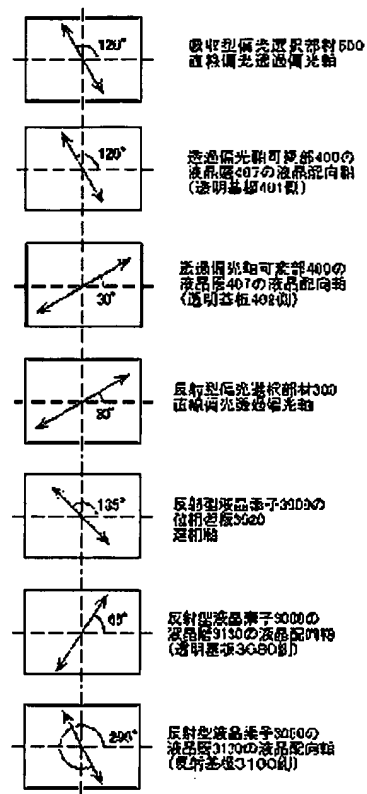 120°
吸収型偏光選択部材500
直線偏光透過偏光軸
120°
透過偏光軸可変部400の
液晶層407の液晶配向軸
(透明基板401側)
30°
透過偏光軸可変部400の
液晶層407の液晶配向軸
(透明基板402側)
30°
反射型偏光選択部材300
直線偏光透過偏光軸
135°
反射型液晶素子3000の
位相差板3020
遅相軸
反射型液晶素子3000の
液晶層3130の液晶配向軸
(透明基板3080側)
反射型液晶素子3000の
液晶層3130の液晶配向軸
(反射基板3100側)